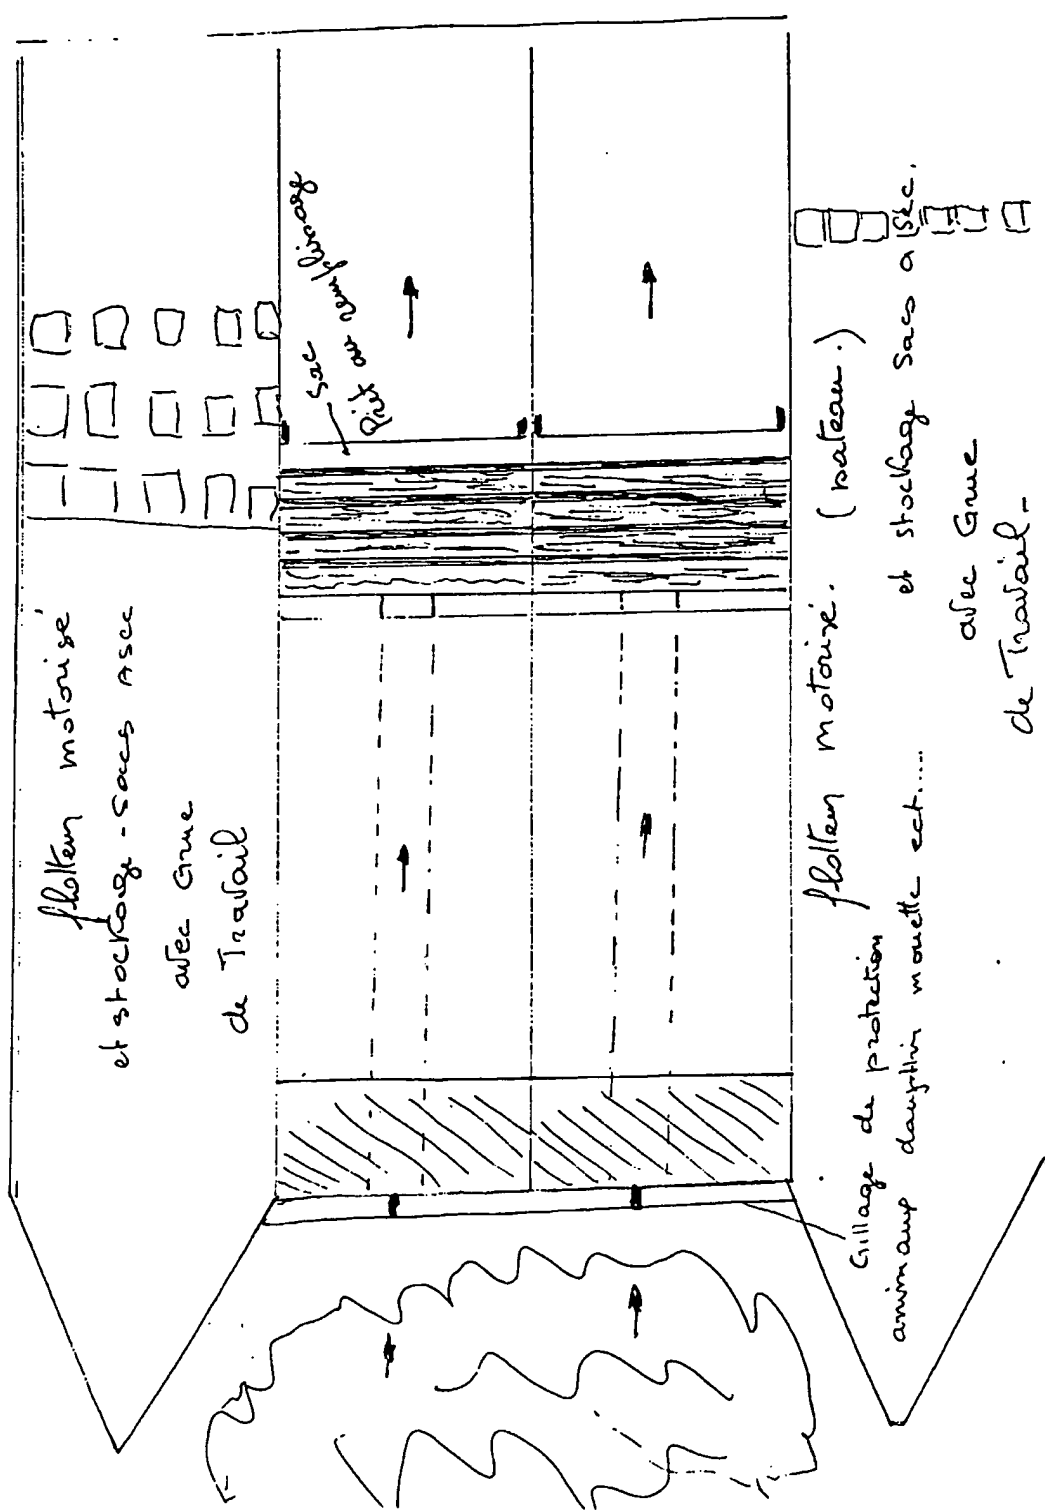 flotteur motorisé
et stockage - sacs ASec
avec Grue
de Travail
sac
Prêt au remplissage
flotteur motorisé. (bateau.)
et stockage sacs a sec.
avec Grue
de Travail -
Grillage de protection
animaux dauphin mouette ect.....